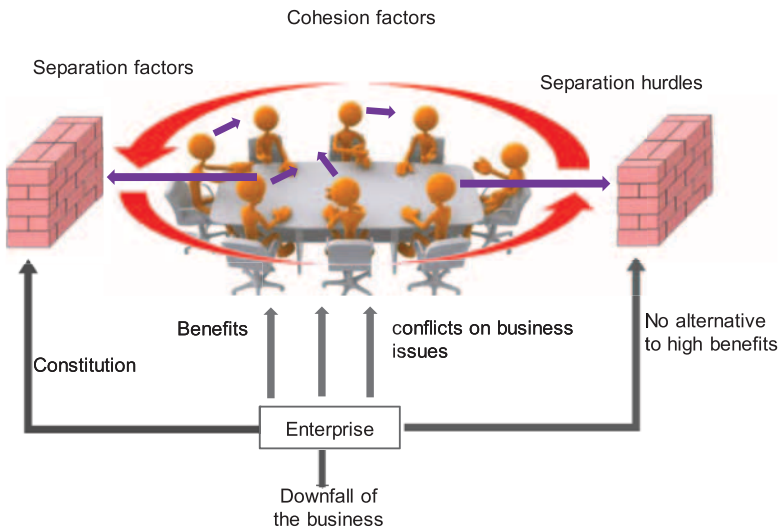 Cohesion factors
Separation factors
Separation hurdles
Benefits
conflicts on business
issues
No alternative
to high benefits
Constitution
Enterprise
Downfall of
the business